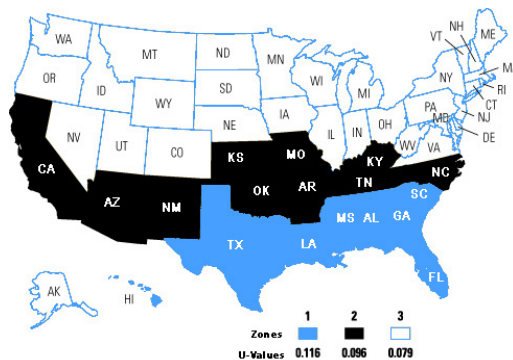 WA
MT
ND
MN
VT
NH
ME
OR
ID
SD
WI
MI
NY
M
RI
WY
IA
PA
CT
NJ
NE
IL
IN
OH
MD
DE
NV
UT
CO
WV
VA
KS
MO
KY
CA
AZ
NM
OK
AR
TN
NC
SC
TX
LA
MS
AL
GA
FL
AK
HI
1 2 3
Zones
U-Values 0.116 0.096 0.079